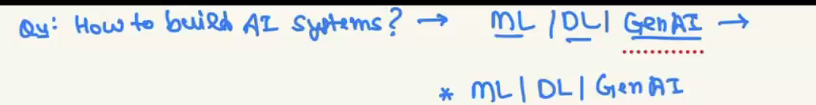 Qy: How to build AI Systems? → ML | DL | GenAI →
* ML | DL | GenAI